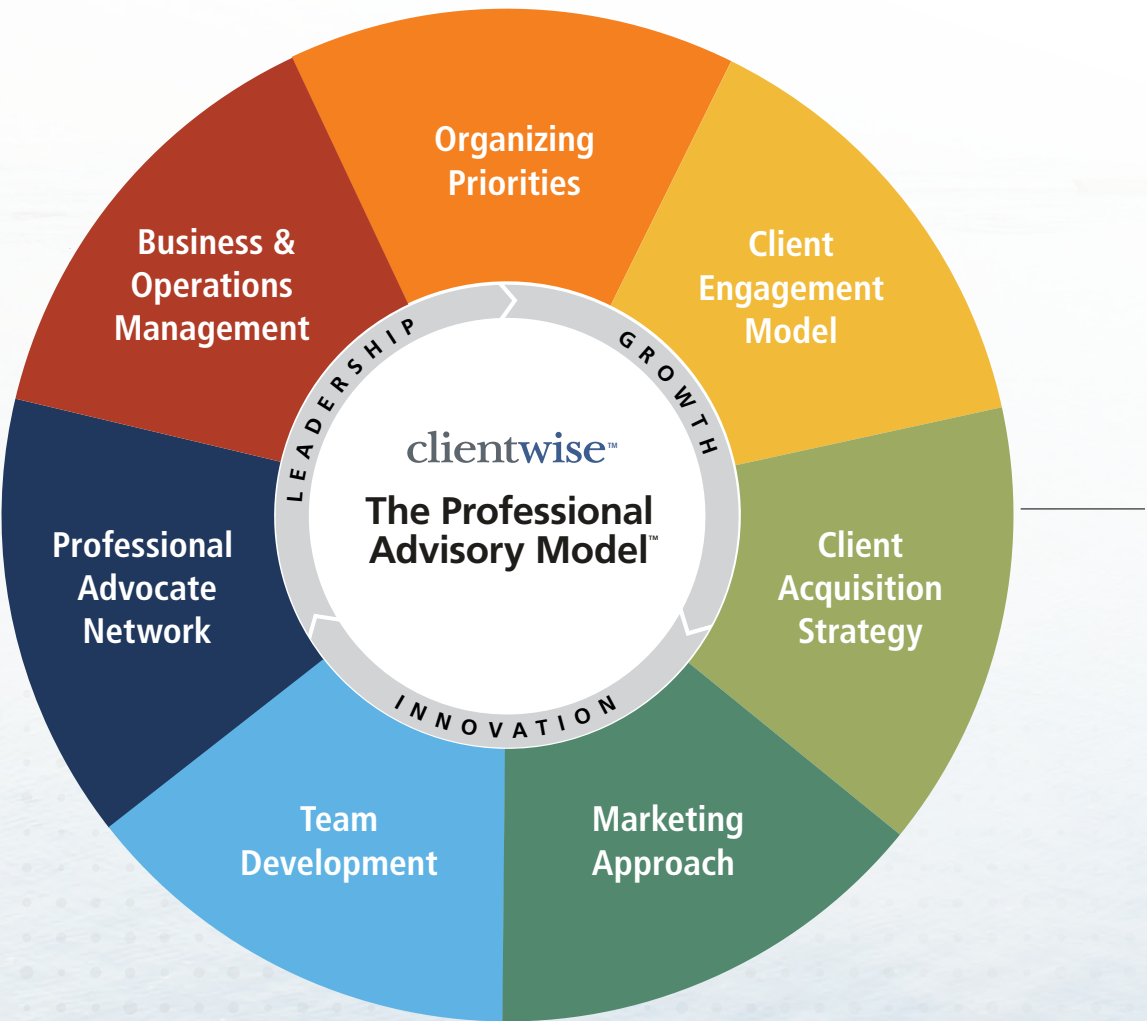 Organizing
Priorities
Client
Engagement
Model
Client
Acquisition
Strategy
Marketing
Approach
Team
Development
Professional
Advocate
Network
Business &
Operations
Management
LEADERSHIP
GROWTH
INNOVATION
clientwise™
The Professional
Advisory Model™